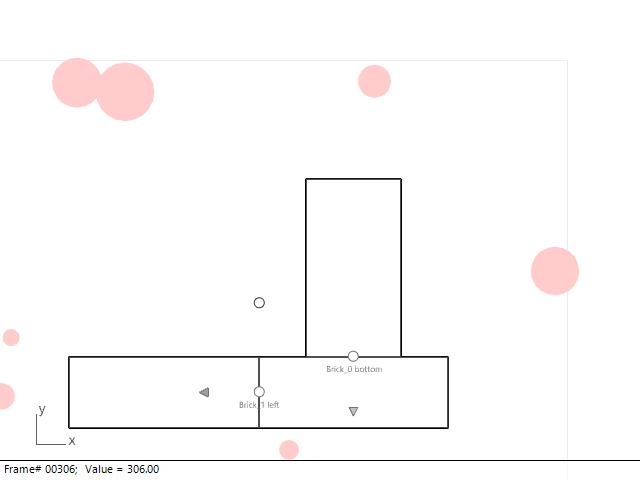 Brick_0 bottom
Brick_1 left
y
x
Frame# 00306; Value = 306.00